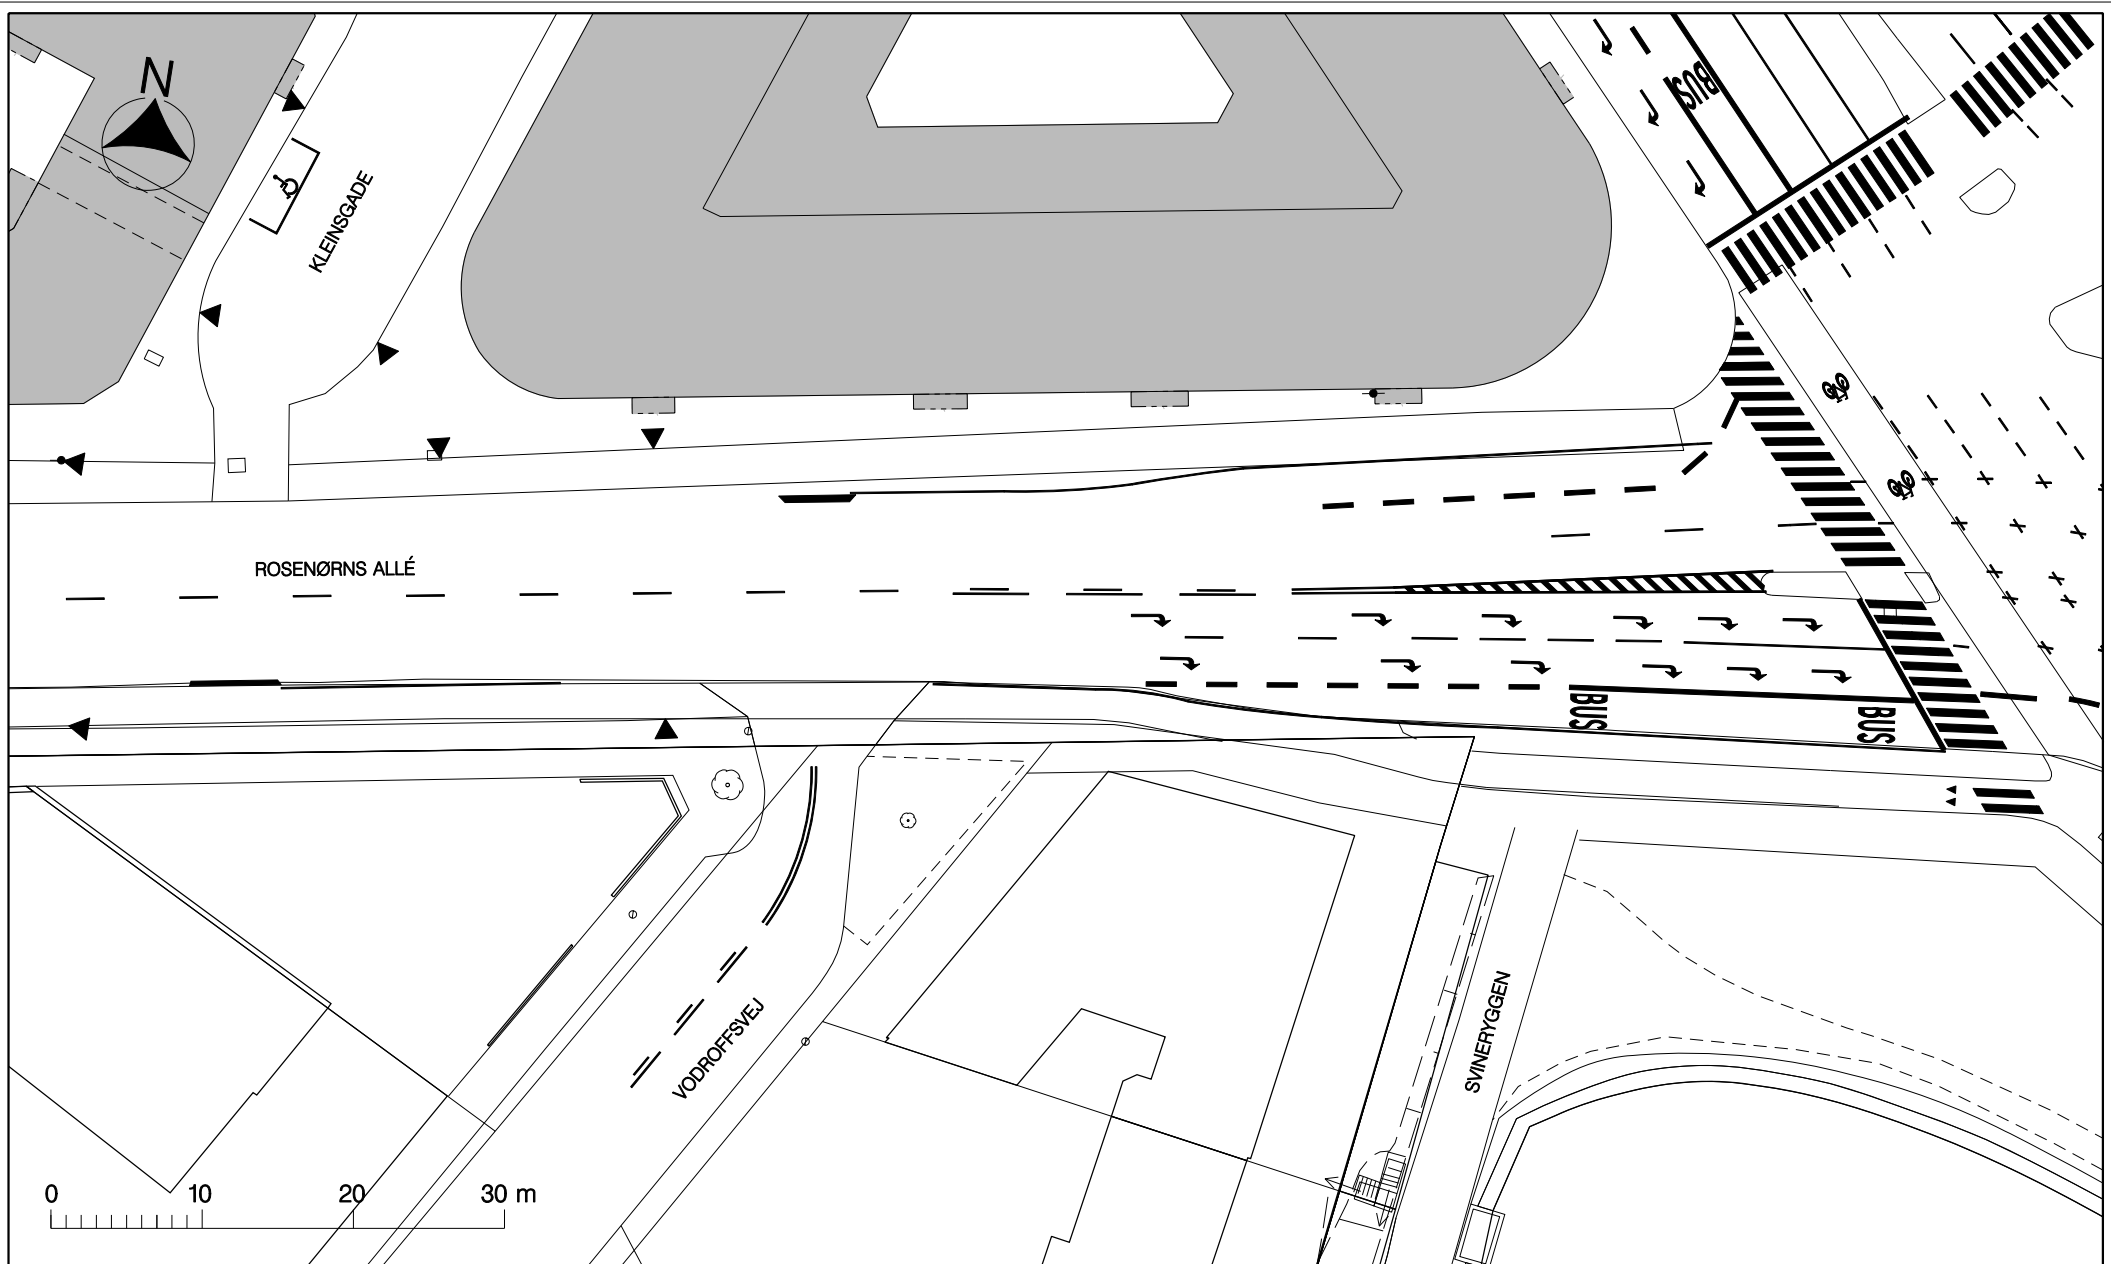 N
BUS
KLEINSGADE
ROSENØRNS ALLÉ
BUS
BUS
VODROFFSVEJ
SVINERYGGEN
0 10 20 30 m